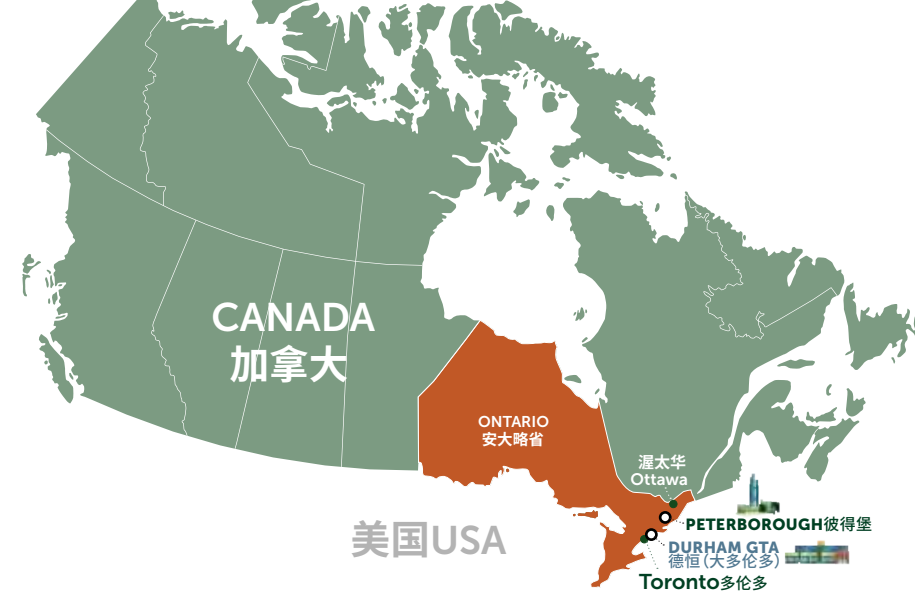 CANADA
加拿大
ONTARIO
安大略省
渥太华
Ottawa
PETERBOROUGH彼得堡
美国USA
DURHAM GTA
德恒(大多伦多)
Toronto多伦多